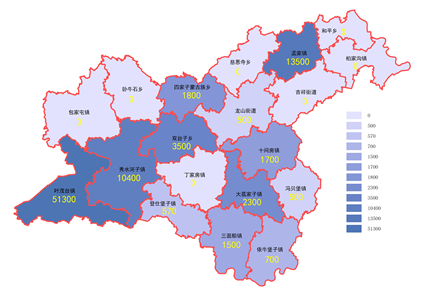 和平乡
慈恩寺乡
孟家镇
13500
柏家沟镇
卧牛石乡
四家子蒙古族乡
1800
吉祥街道
包家屯镇
龙山街道
500
双台子乡
3500
十间房镇
1700
秀水河子镇
10400
丁家房镇
叶茂台镇
51300
大孤家子镇
2300
冯贝堡镇
登仕堡子镇
570
三面船镇
1500
依牛堡子镇
700
0
500
570
700
1500
1700
1800
2300
3500
10400
13500
51300